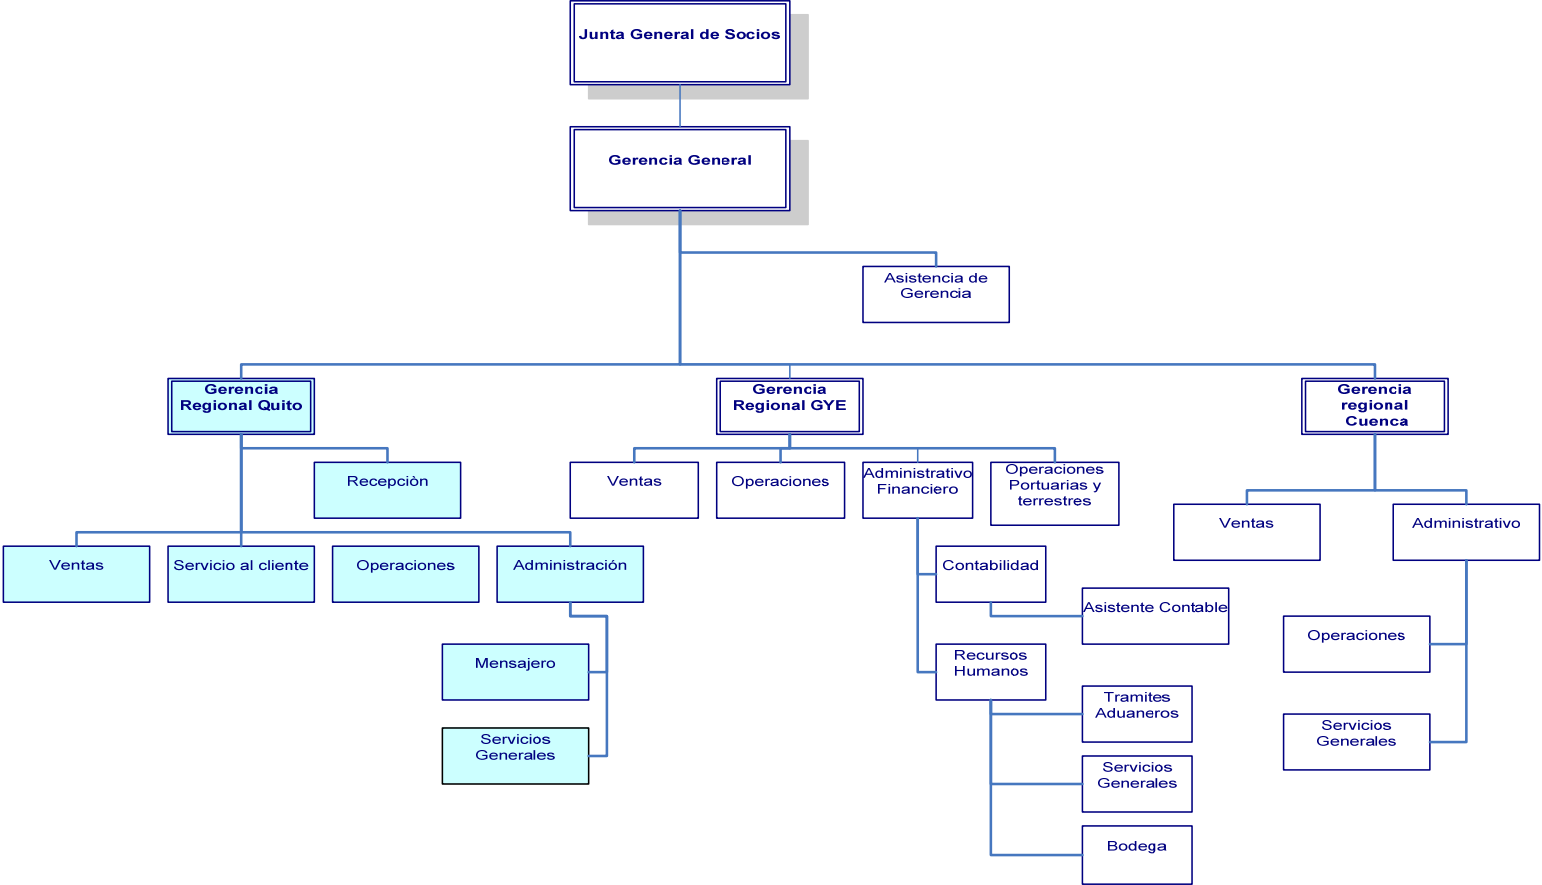 Junta General de Socios
Gerencia General
Asistencia de
Gerencia
Gerencia
Regional Quito
Gerencia
Regional GYE
Gerencia
regional
Cuenca
Recepciòn
Ventas
Operaciones
Administrativo
Financiero
Operaciones
Portuarias y
terrestres
Ventas
Administrativo
Ventas
Servicio al cliente
Operaciones
Administración
Contabilidad
Asistente Contable
Mensajero
Recursos
Humanos
Operaciones
Tramites
Aduaneros
Servicios
Generales
Servicios
Generales
Servicios
Generales
Bodega